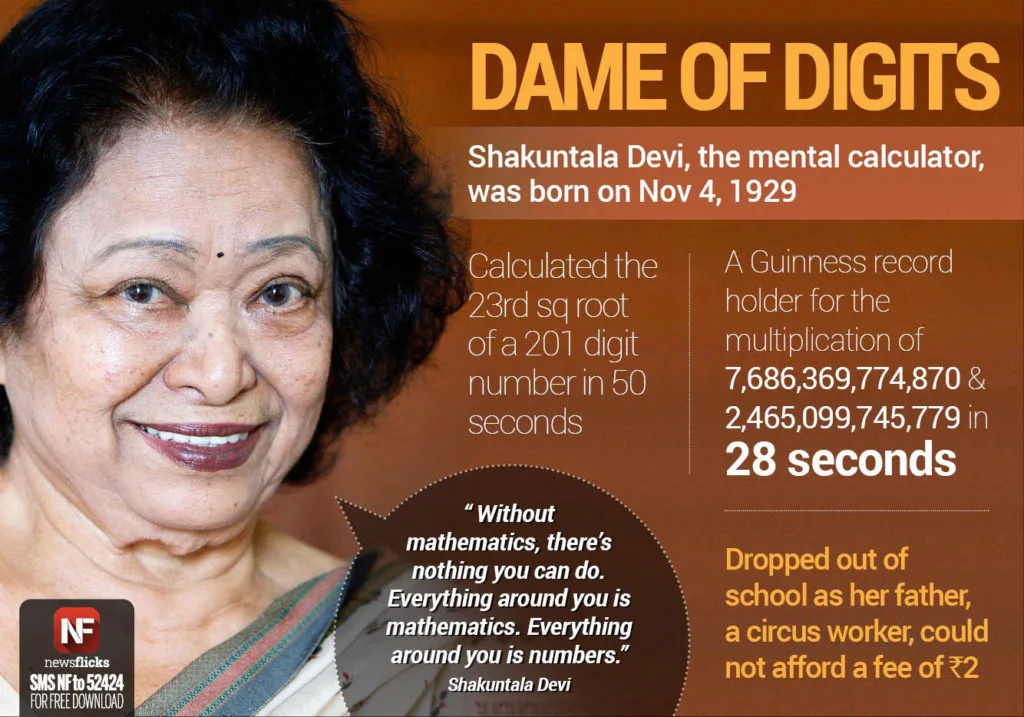 DAME OF DIGITS
Shakuntala Devi, the mental calculator,
was born on Nov 4, 1929
Calculated the
23rd sq root
of a 201 digit
number in 50
seconds
A Guinness record
holder for the
multiplication of
7,686,369,774,870 &
2,465,099,745,779 in
28 seconds
Dropped out of
school as her father,
a circus worker, could
not afford a fee of ₹2
“ Without
mathematics, there’s
nothing you can do.
Everything around you is
mathematics. Everything
around you is numbers.”
Shakuntala Devi
NF
newsflicks
SMS NF to 52424
FOR FREE DOWNLOAD